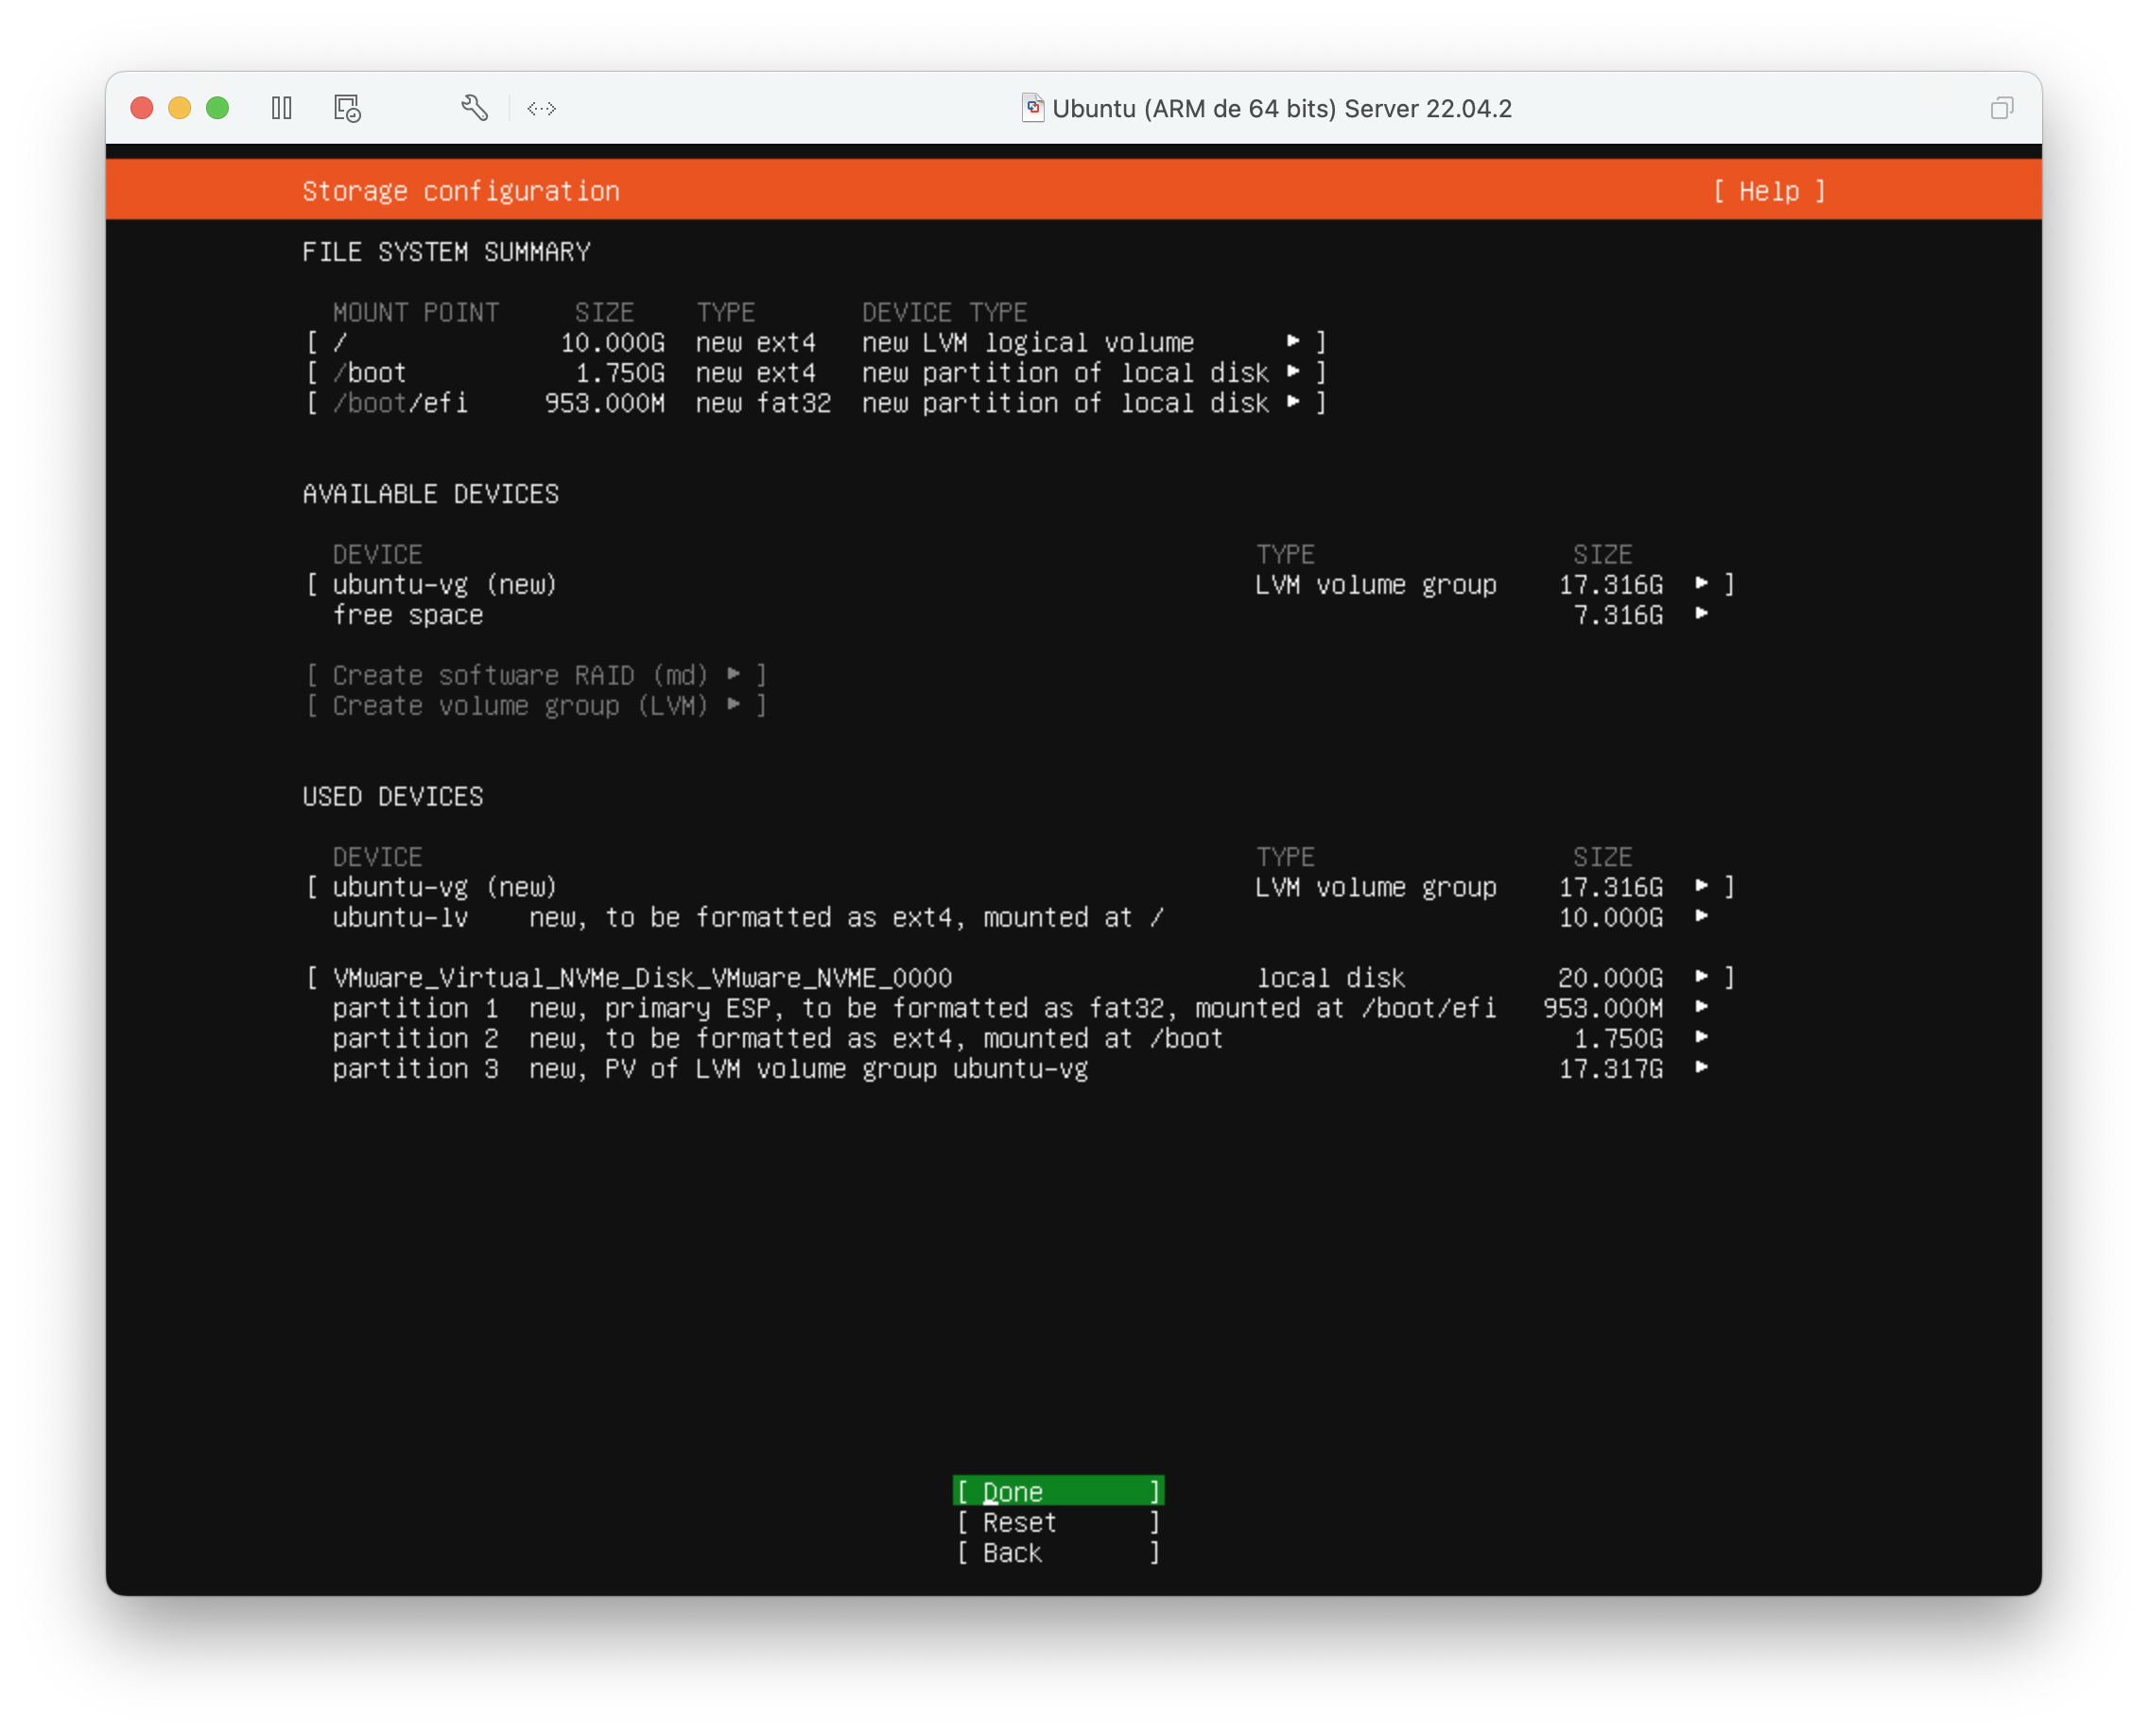 Ubuntu (ARM de 64 bits) Server 22.04.2
Storage configuration [ Help ]
FILE SYSTEM SUMMARY
MOUNT POINT SIZE TYPE DEVICE TYPE
[ / 10.000G new ext4 new LVM logical volume ▸ ]
[ /boot 1.750G new ext4 new partition of local disk ▸ ]
[ /boot/efi 953.000M new fat32 new partition of local disk ▸ ]
AVAILABLE DEVICES
DEVICE TYPE SIZE
[ ubuntu-vg (new) LVM volume group 17.316G ▸ ]
free space 7.316G ▸
[ Create software RAID (md) ▸ ]
[ Create volume group (LVM) ▸ ]
USED DEVICES
DEVICE TYPE SIZE
[ ubuntu-vg (new) LVM volume group 17.316G ▸ ]
ubuntu-lv new, to be formatted as ext4, mounted at / 10.000G ▸
[ VMware_Virtual_NVMe_Disk_VMware_NVME_0000 local disk 20.000G ▸ ]
partition 1 new, primary ESP, to be formatted as fat32, mounted at /boot/efi 953.000M ▸
partition 2 new, to be formatted as ext4, mounted at /boot 1.750G ▸
partition 3 new, PV of LVM volume group ubuntu-vg 17.317G ▸
[ Done ]
[ Reset ]
[ Back ]